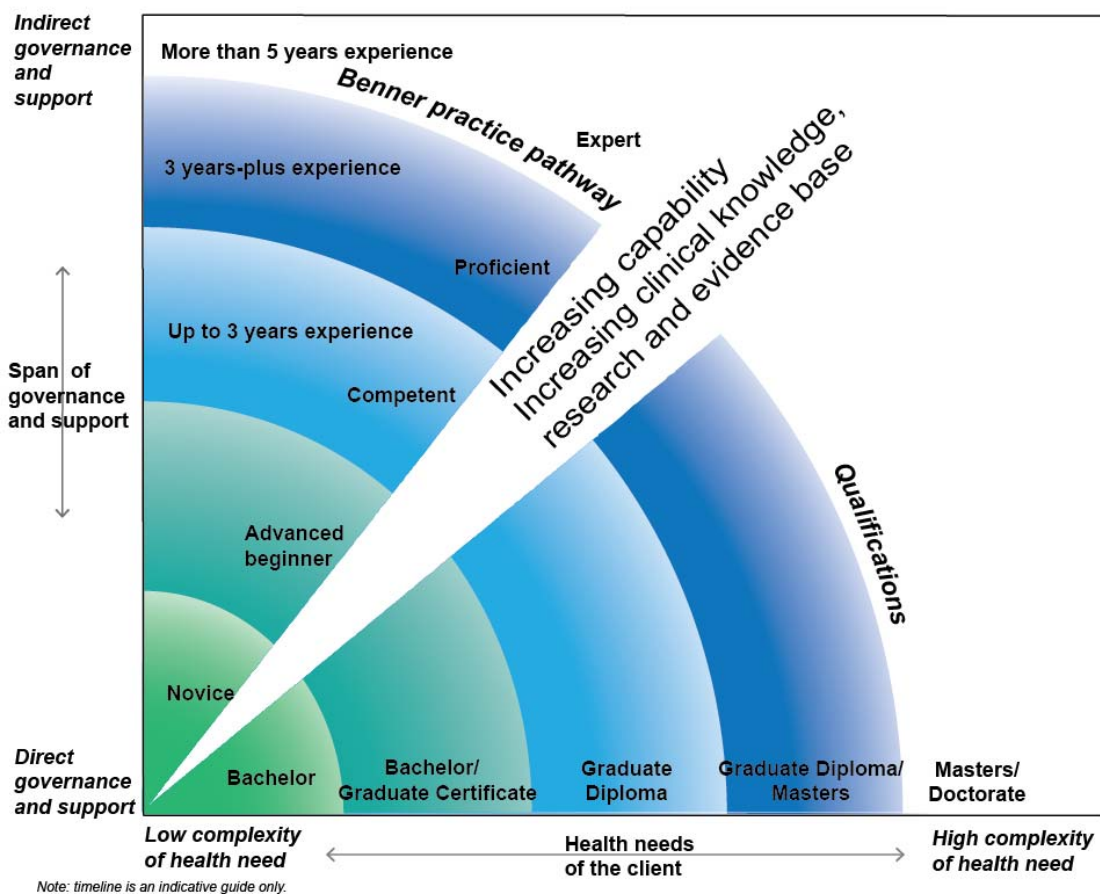 Indirect
governance
and
support
More than 5 years experience
Benner practice pathway
Expert
Increasing capability
Increasing clinical knowledge,
research and evidence base
3 years-plus experience
Proficient
Up to 3 years experience
Span of
governance
and support
Competent
Qualifications
Advanced
beginner
Novice
Direct
governance
and support
Bachelor
Bachelor/
Graduate Certificate
Graduate
Diploma
Graduate Diploma/
Masters
Masters/
Doctorate
Low complexity
of health need
Health needs
of the client
High complexity
of health need
Note: timeline is an indicative guide only.